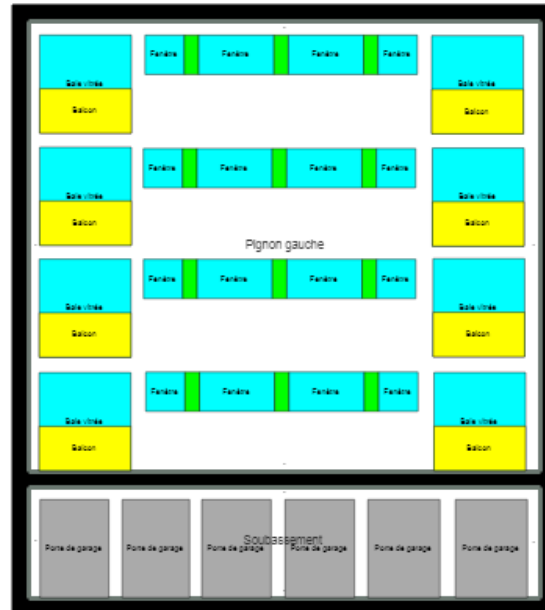 Fenêtre Fenêtre Fenêtre Fenêtre
Baie vitrée Baie vitrée
Balcon Balcon
Fenêtre Fenêtre Fenêtre Fenêtre
Baie vitrée Baie vitrée
Balcon Balcon
Pignon gauche
Fenêtre Fenêtre Fenêtre Fenêtre
Baie vitrée Baie vitrée
Balcon Balcon
Fenêtre Fenêtre Fenêtre Fenêtre
Baie vitrée Baie vitrée
Balcon Balcon
Soubassement
Porte de garage Porte de garage Porte de garage Porte de garage Porte de garage Porte de garage